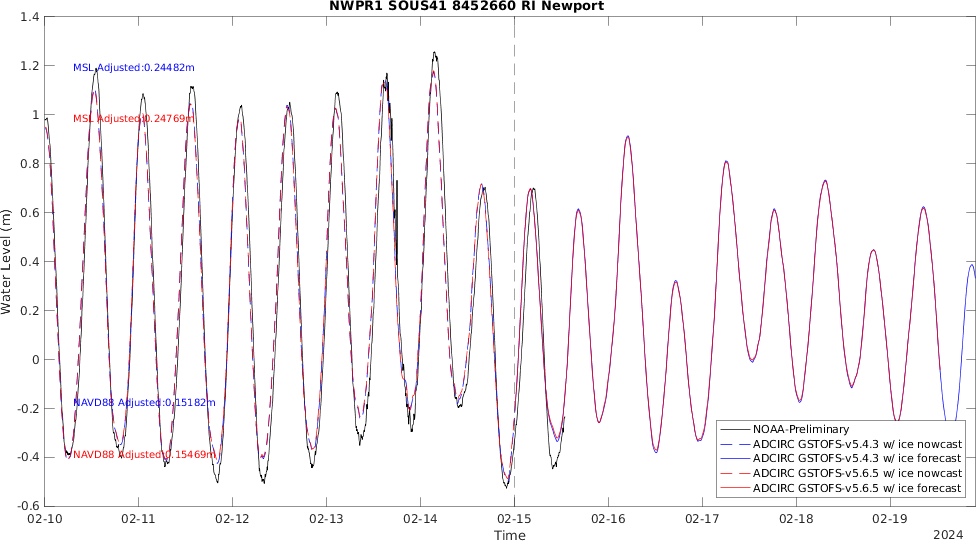 NWPR1 SOUS41 8452660 RI Newport
1.4
1.2
1
0.8
0.6
0.4
0.2
0
-0.2
-0.4
-0.6
Water Level (m)
MSL Adjusted:0.24482m
MSL Adjusted:0.24769m
NAVD88 Adjusted:0.15182m
NAVD88 Adjusted:0.15469m
NOAA-Preliminary
ADCIRC GSTOFS-v5.4.3 w/ ice nowcast
ADCIRC GSTOFS-v5.4.3 w/ ice forecast
ADCIRC GSTOFS-v5.6.5 w/ ice nowcast
ADCIRC GSTOFS-v5.6.5 w/ ice forecast
02-10 02-11 02-12 02-13 02-14 02-15 02-16 02-17 02-18 02-19
Time
2024